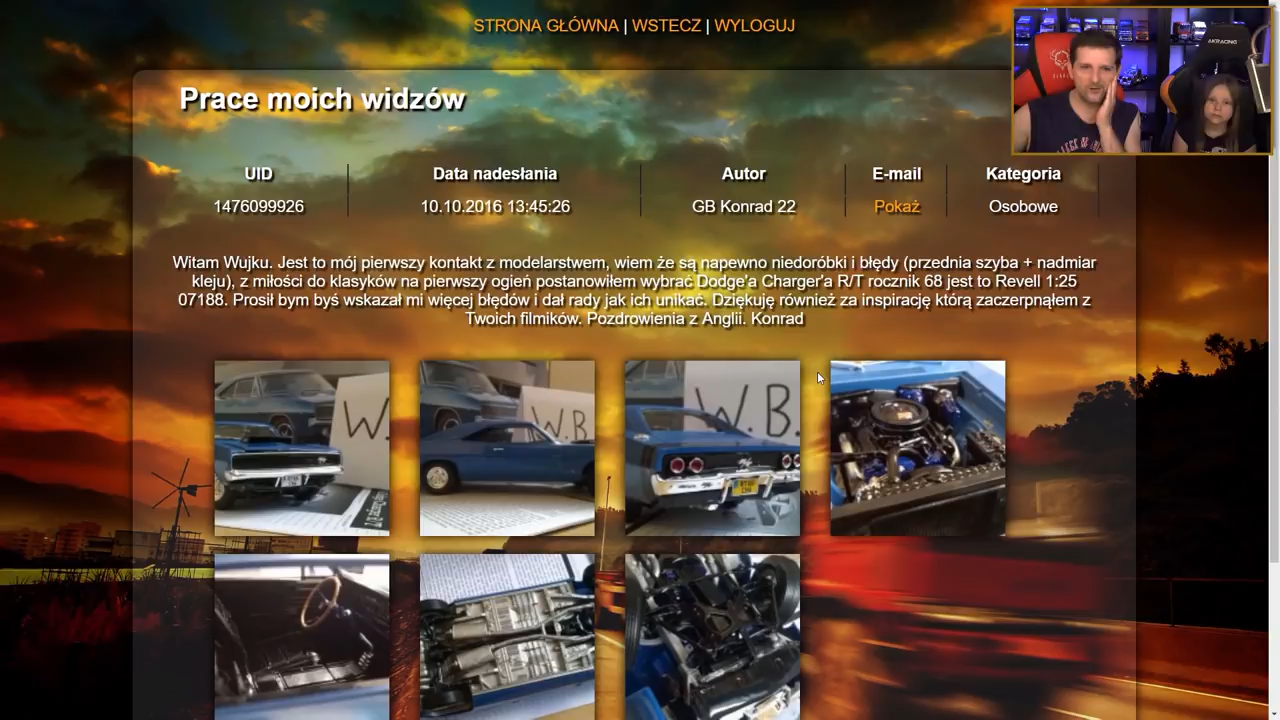 STRONA GŁÓWNA | WSTECZ | WYLOGUJ
AKRACING
Prace moich widzów
UID Data nadesłania Autor E-mail Kategoria
1476099926 10.10.2016 13:45:26 GB Konrad 22 Pokaż Osobowe
Witam Wujku. Jest to mój pierwszy kontakt z modelarstwem, wiem że są napewno niedoróbki i błędy (przednia szyba + nadmiar
kleju), z miłości do klasyków na pierwszy ogień postanowiłem wybrać Dodge'a Charger'a R/T rocznik 68 jest to Revell 1:25
07188. Prosił bym byś wskazał mi więcej błędów i dał rady jak ich unikać. Dziękuję również za inspirację którą zaczerpnąłem z
Twoich filmików. Pozdrowienia z Anglii. Konrad
W.
W.B
W.B.